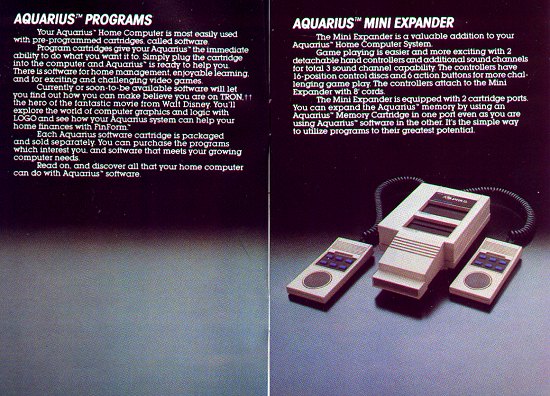 AQUARIUS™ PROGRAMS
Your Aquarius™ Home Computer is most easily used
with pre-programmed cartridges, called software.
Program cartridges give your Aquarius™ the immediate
ability to do what you want it to. Simply plug the cartridge
into the computer and Aquarius™ is ready to help you.
There is software for home management, enjoyable learning,
and for exciting and challenging video games.
Currently or soon-to-be available software will let
you find out how you can make believe you are on TRON,††
the hero of the fantastic movie from Walt Disney. You'll
explore the world of computer graphics and logic with
LOGO and see how your Aquarius system can help your
home finances with FinForm.™
Each Aquarius software cartridge is packaged
and sold separately. You can purchase the programs
which interest you, and software that meets your growing
computer needs.
Read on, and discover all that your home computer
can do with Aquarius™ software.
AQUARIUS™ MINI EXPANDER
The Mini Expander is a valuable addition to your
Aquarius™ Home Computer System.
Game playing is easier and more exciting with 2
detachable hand controllers and additional sound channels
for total 3 sound channel capability. The controllers have
16-position control discs and 6 action buttons for more chal-
lenging game play. The controllers attach to the Mini
Expander with 8' cords.
The Mini Expander is equipped with 2 cartridge ports.
You can expand the Aquarius™ memory by using an
Aquarius™ Memory Cartridge in one port even as you are
using Aquarius™ software in the other. It's the simple way
to utilize programs to their greatest potential.